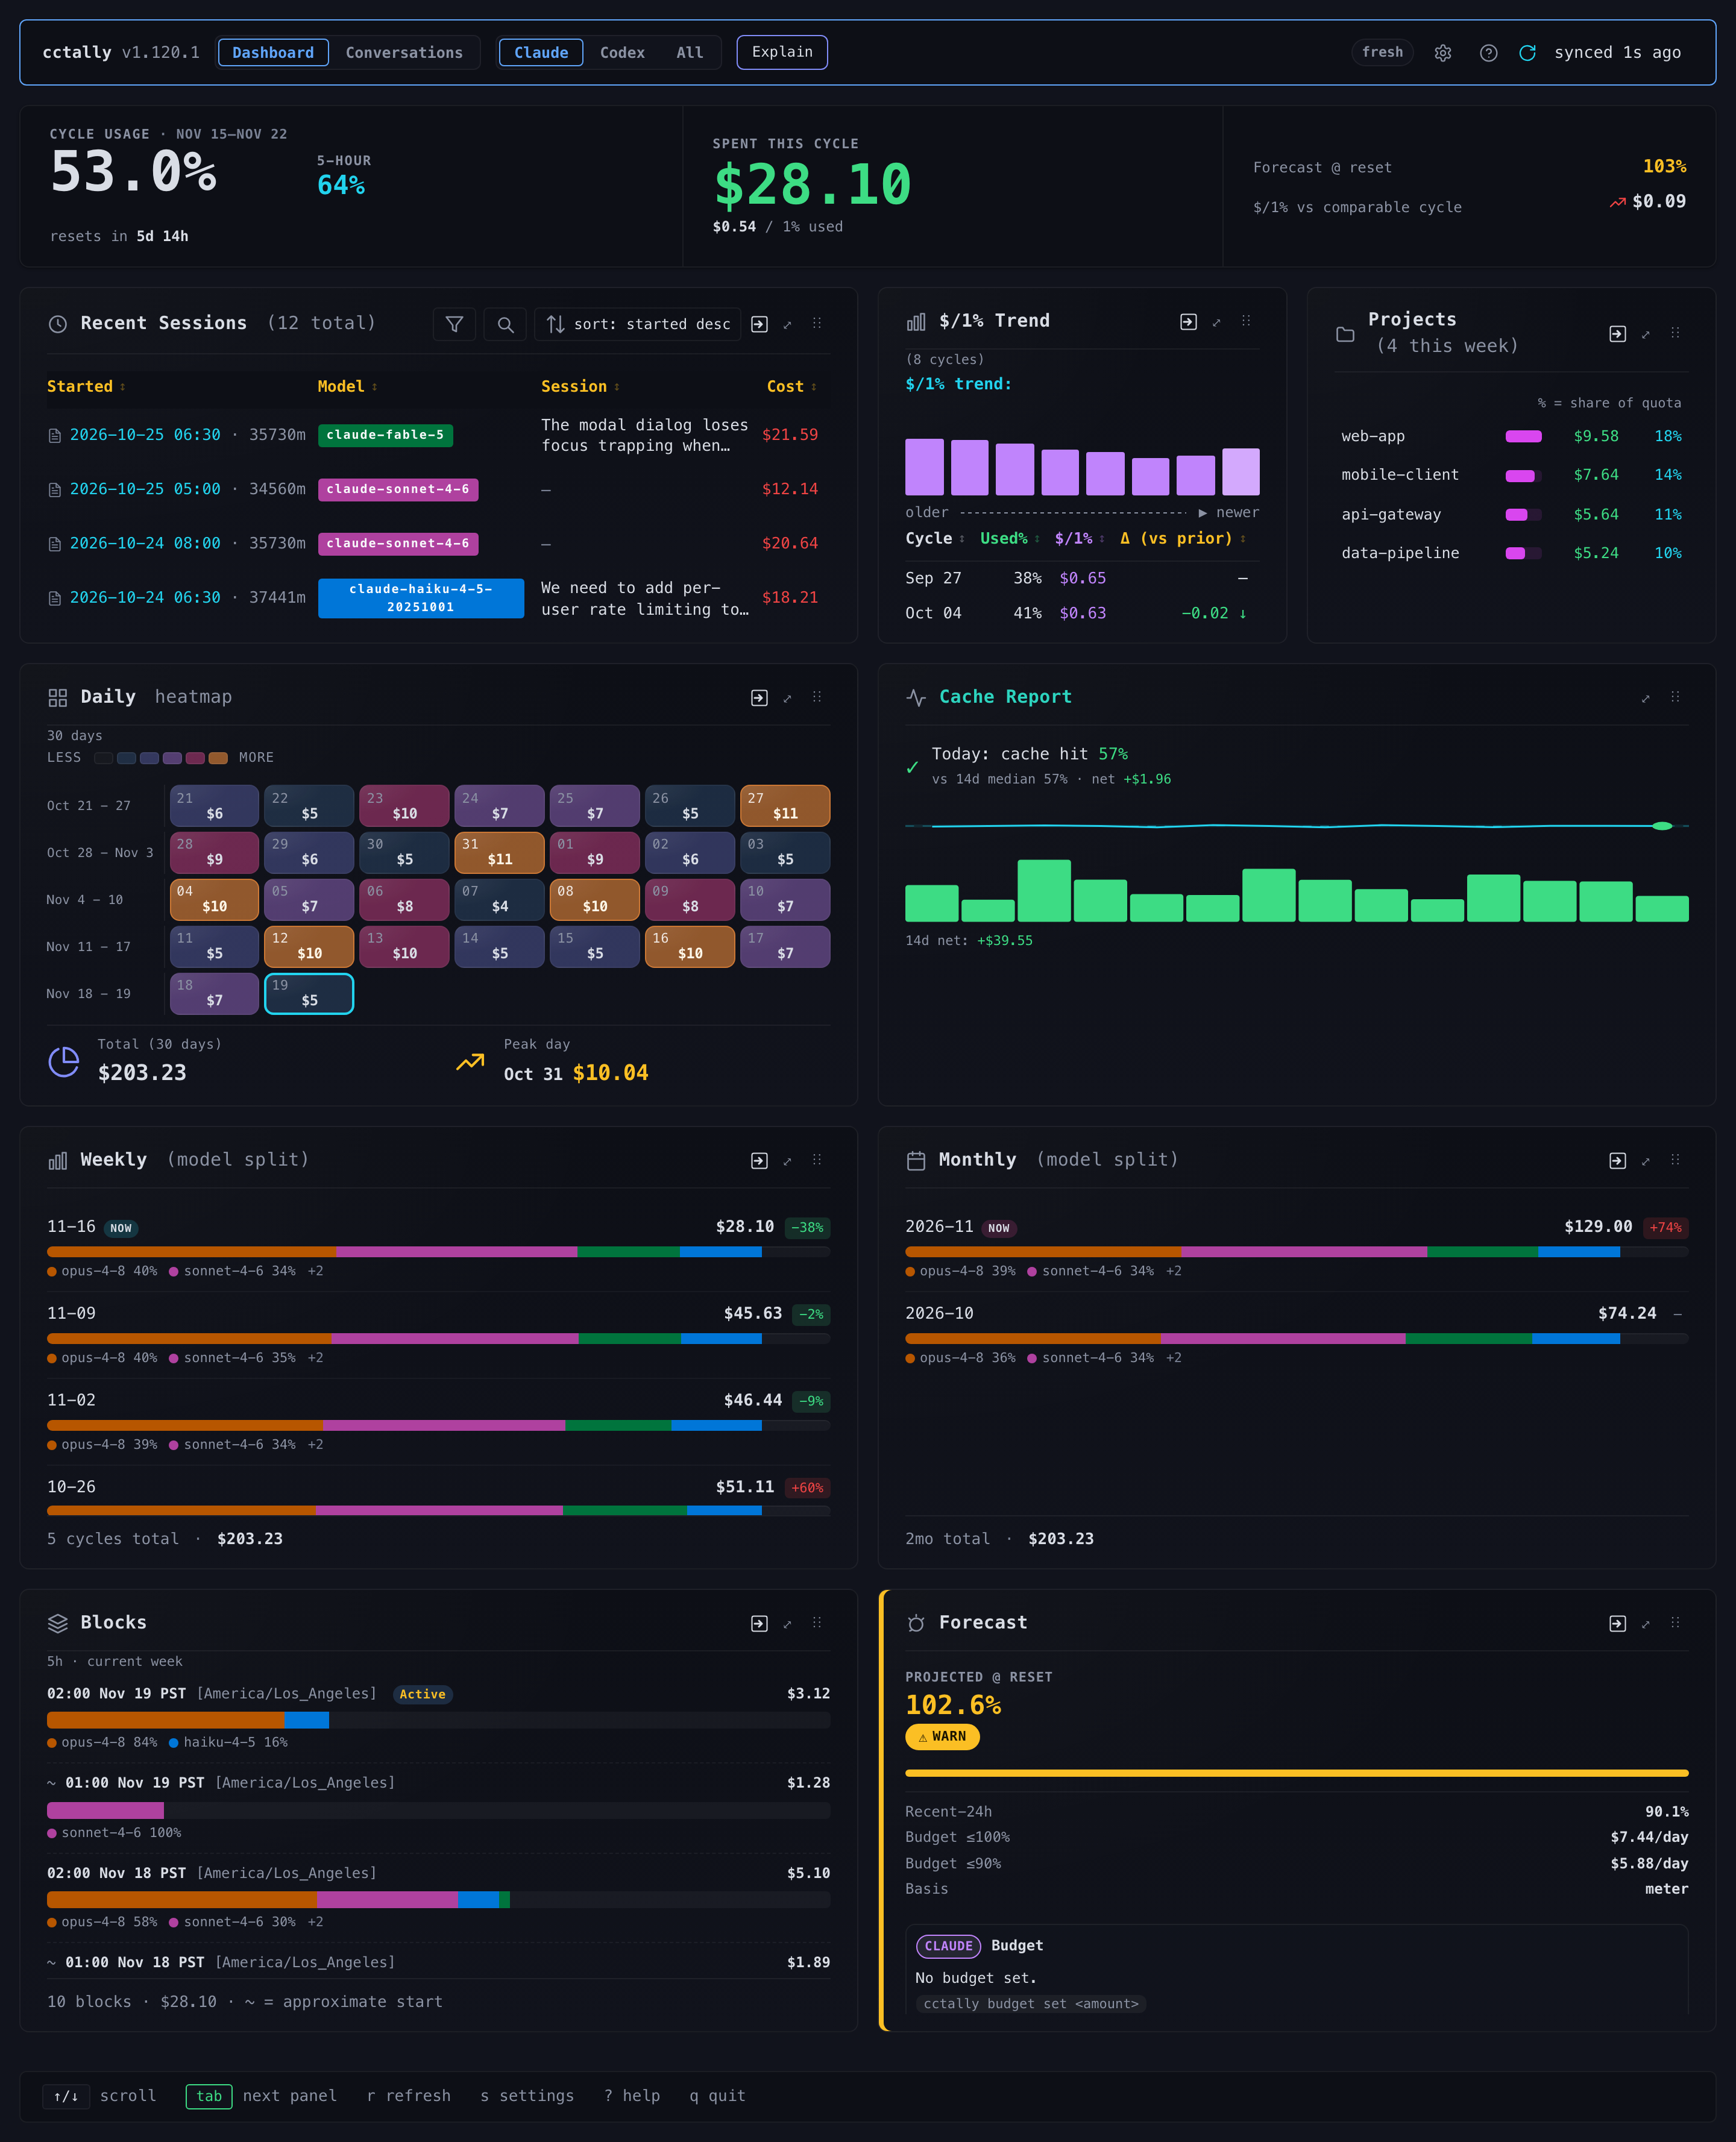 cctally v1.120.1 Dashboard Conversations Claude Codex All Explain fresh synced 1s ago
CYCLE USAGE · NOV 15–NOV 22
53.0%
5-HOUR
64%
resets in 5d 14h
SPENT THIS CYCLE
$28.10
$0.54 / 1% used
Forecast @ reset 103%
$/1% vs comparable cycle $0.09
Recent Sessions (12 total) sort: started desc
Started Model Session Cost
2026-10-25 06:30 · 35730m claude-fable-5 The modal dialog loses focus trapping when… $21.59
2026-10-25 05:00 · 34560m claude-sonnet-4-6 — $12.14
2026-10-24 08:00 · 35730m claude-sonnet-4-6 — $20.64
2026-10-24 06:30 · 37441m claude-haiku-4-5-20251001 We need to add per-user rate limiting to… $18.21
$/1% Trend
(8 cycles)
$/1% trend:
older ▶ newer
Cycle Used% $/1% Δ (vs prior)
Sep 27 38% $0.65 —
Oct 04 41% $0.63 −0.02 ↓
Projects
(4 this week)
% = share of quota
web-app $9.58 18%
mobile-client $7.64 14%
api-gateway $5.64 11%
data-pipeline $5.24 10%
Daily heatmap
30 days
LESS MORE
Oct 21 – 27 21 $6 22 $5 23 $10 24 $7 25 $7 26 $5 27 $11
Oct 28 – Nov 3 28 $9 29 $6 30 $5 31 $11 01 $9 02 $6 03 $5
Nov 4 – 10 04 $10 05 $7 06 $8 07 $4 08 $10 09 $8 10 $7
Nov 11 – 17 11 $5 12 $10 13 $10 14 $5 15 $5 16 $10 17 $7
Nov 18 – 19 18 $7 19 $5
Total (30 days)
$203.23
Peak day
Oct 31 $10.04
Cache Report
✓ Today: cache hit 57%
vs 14d median 57% · net +$1.96
14d net: +$39.55
Weekly (model split)
11-16 NOW $28.10 −38%
opus-4-8 40% sonnet-4-6 34% +2
11-09 $45.63 −2%
opus-4-8 40% sonnet-4-6 35% +2
11-02 $46.44 −9%
opus-4-8 39% sonnet-4-6 34% +2
10-26 $51.11 +60%
5 cycles total · $203.23
Monthly (model split)
2026-11 NOW $129.00 +74%
opus-4-8 39% sonnet-4-6 34% +2
2026-10 $74.24 —
opus-4-8 36% sonnet-4-6 34% +2
2mo total · $203.23
Blocks
5h · current week
02:00 Nov 19 PST [America/Los_Angeles] Active $3.12
opus-4-8 84% haiku-4-5 16%
~ 01:00 Nov 19 PST [America/Los_Angeles] $1.28
sonnet-4-6 100%
02:00 Nov 18 PST [America/Los_Angeles] $5.10
opus-4-8 58% sonnet-4-6 30% +2
~ 01:00 Nov 18 PST [America/Los_Angeles] $1.89
10 blocks · $28.10 · ~ = approximate start
Forecast
PROJECTED @ RESET
102.6%
⚠ WARN
Recent-24h 90.1%
Budget ≤100% $7.44/day
Budget ≤90% $5.88/day
Basis meter
CLAUDE Budget
No budget set.
cctally budget set <amount>
↑/↓ scroll tab next panel r refresh s settings ? help q quit